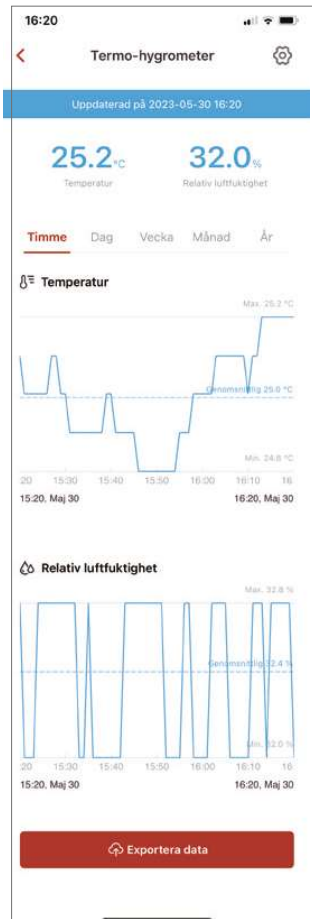 16:20
Termo-hygrometer
Uppdaterad på 2023-05-30 16:20
25.2 °C
32.0 %
Temperatur
Relativ luftfuktighet
Timme Dag Vecka Månad År
Temperatur
Max. 25.2 °C
Genomsnittlig 25.0 °C
Min. 24.8 °C
20 15:30 15:40 15:50 16:00 16:10 16
15:20, Maj 30 16:20, Maj 30
Relativ luftfuktighet
Max. 32.8 %
Genomsnittlig 32.4 %
Min. 32.0 %
20 15:30 15:40 15:50 16:00 16:10 16
15:20, Maj 30 16:20, Maj 30
Exportera data